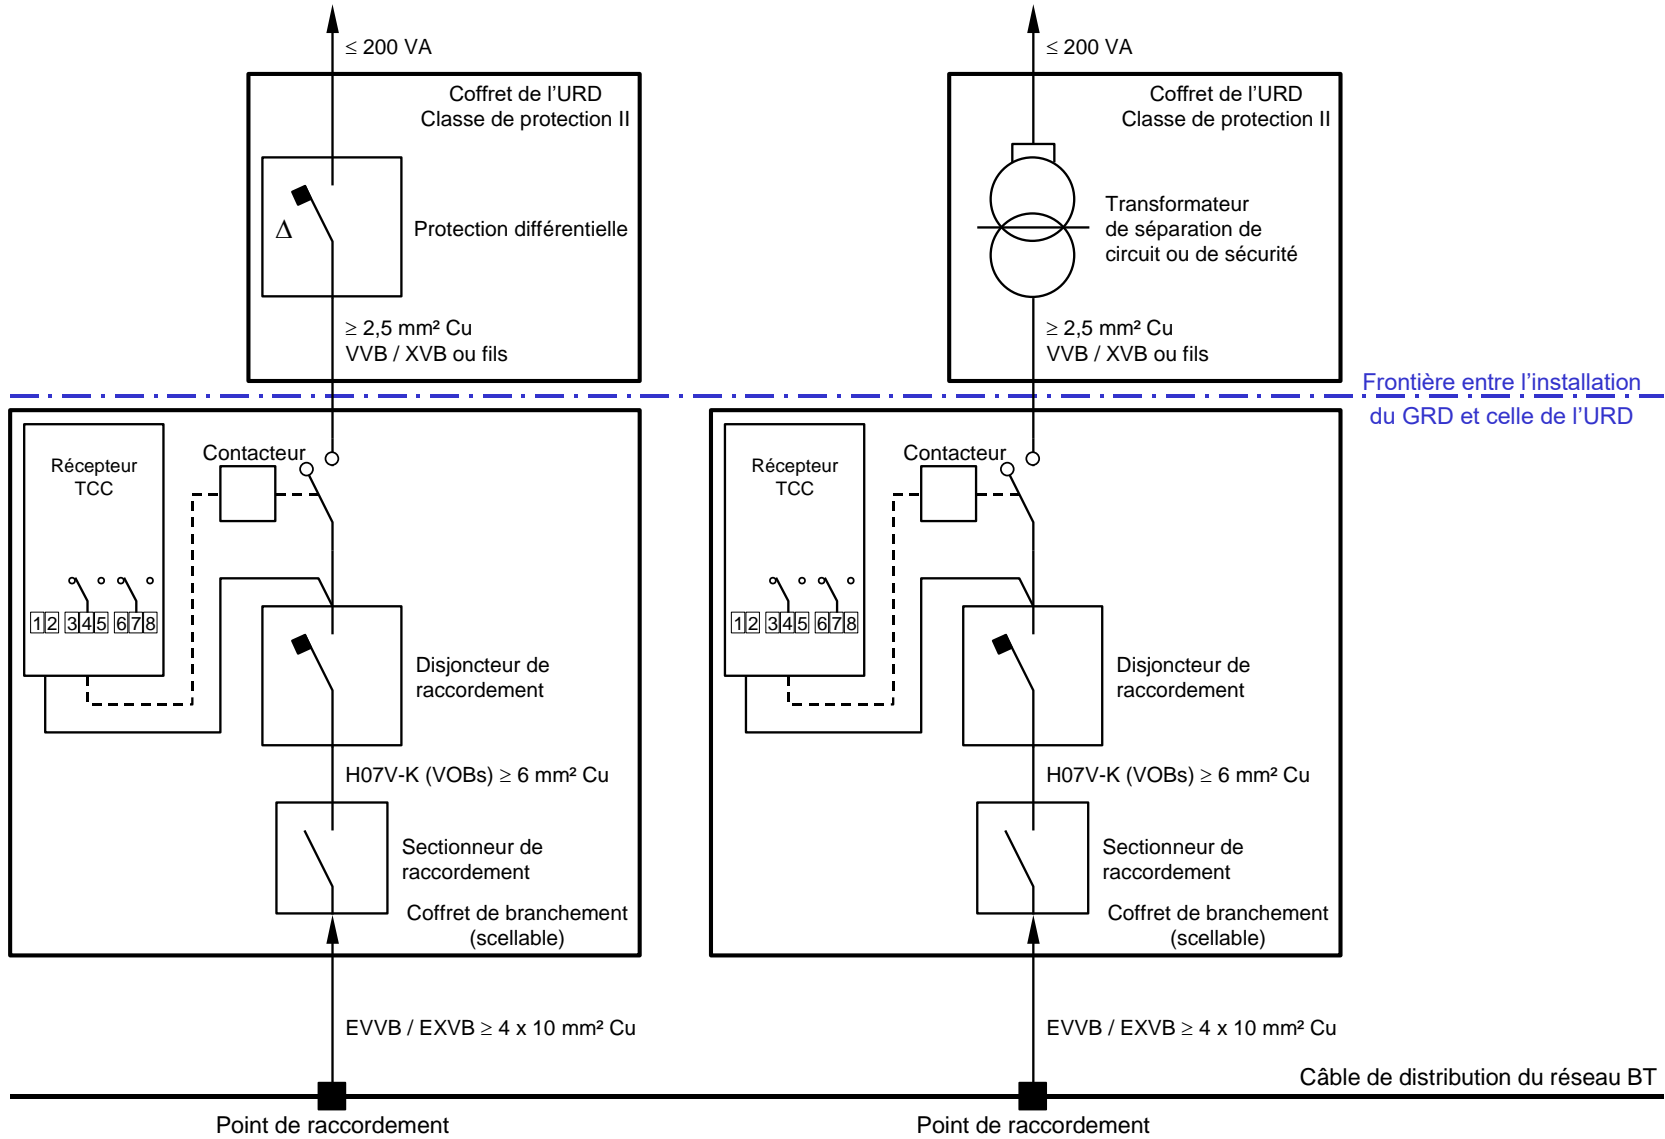 ≤ 200 VA
Coffret de l'URD
Classe de protection II
Δ
Protection différentielle
≥ 2,5 mm² Cu
VVB / XVB ou fils
≤ 200 VA
Coffret de l'URD
Classe de protection II
Transformateur
de séparation de
circuit ou de sécurité
≥ 2,5 mm² Cu
VVB / XVB ou fils
Frontière entre l'installation
du GRD et celle de l'URD
Récepteur
TCC
Contacteur
1 2 3 4 5 6 7 8
Disjoncteur de
raccordement
H07V-K (VOBs) ≥ 6 mm² Cu
Sectionneur de
raccordement
Coffret de branchement
(scellable)
EVVB / EXVB ≥ 4 x 10 mm² Cu
Point de raccordement
Récepteur
TCC
Contacteur
1 2 3 4 5 6 7 8
Disjoncteur de
raccordement
H07V-K (VOBs) ≥ 6 mm² Cu
Sectionneur de
raccordement
Coffret de branchement
(scellable)
EVVB / EXVB ≥ 4 x 10 mm² Cu
Câble de distribution du réseau BT
Point de raccordement